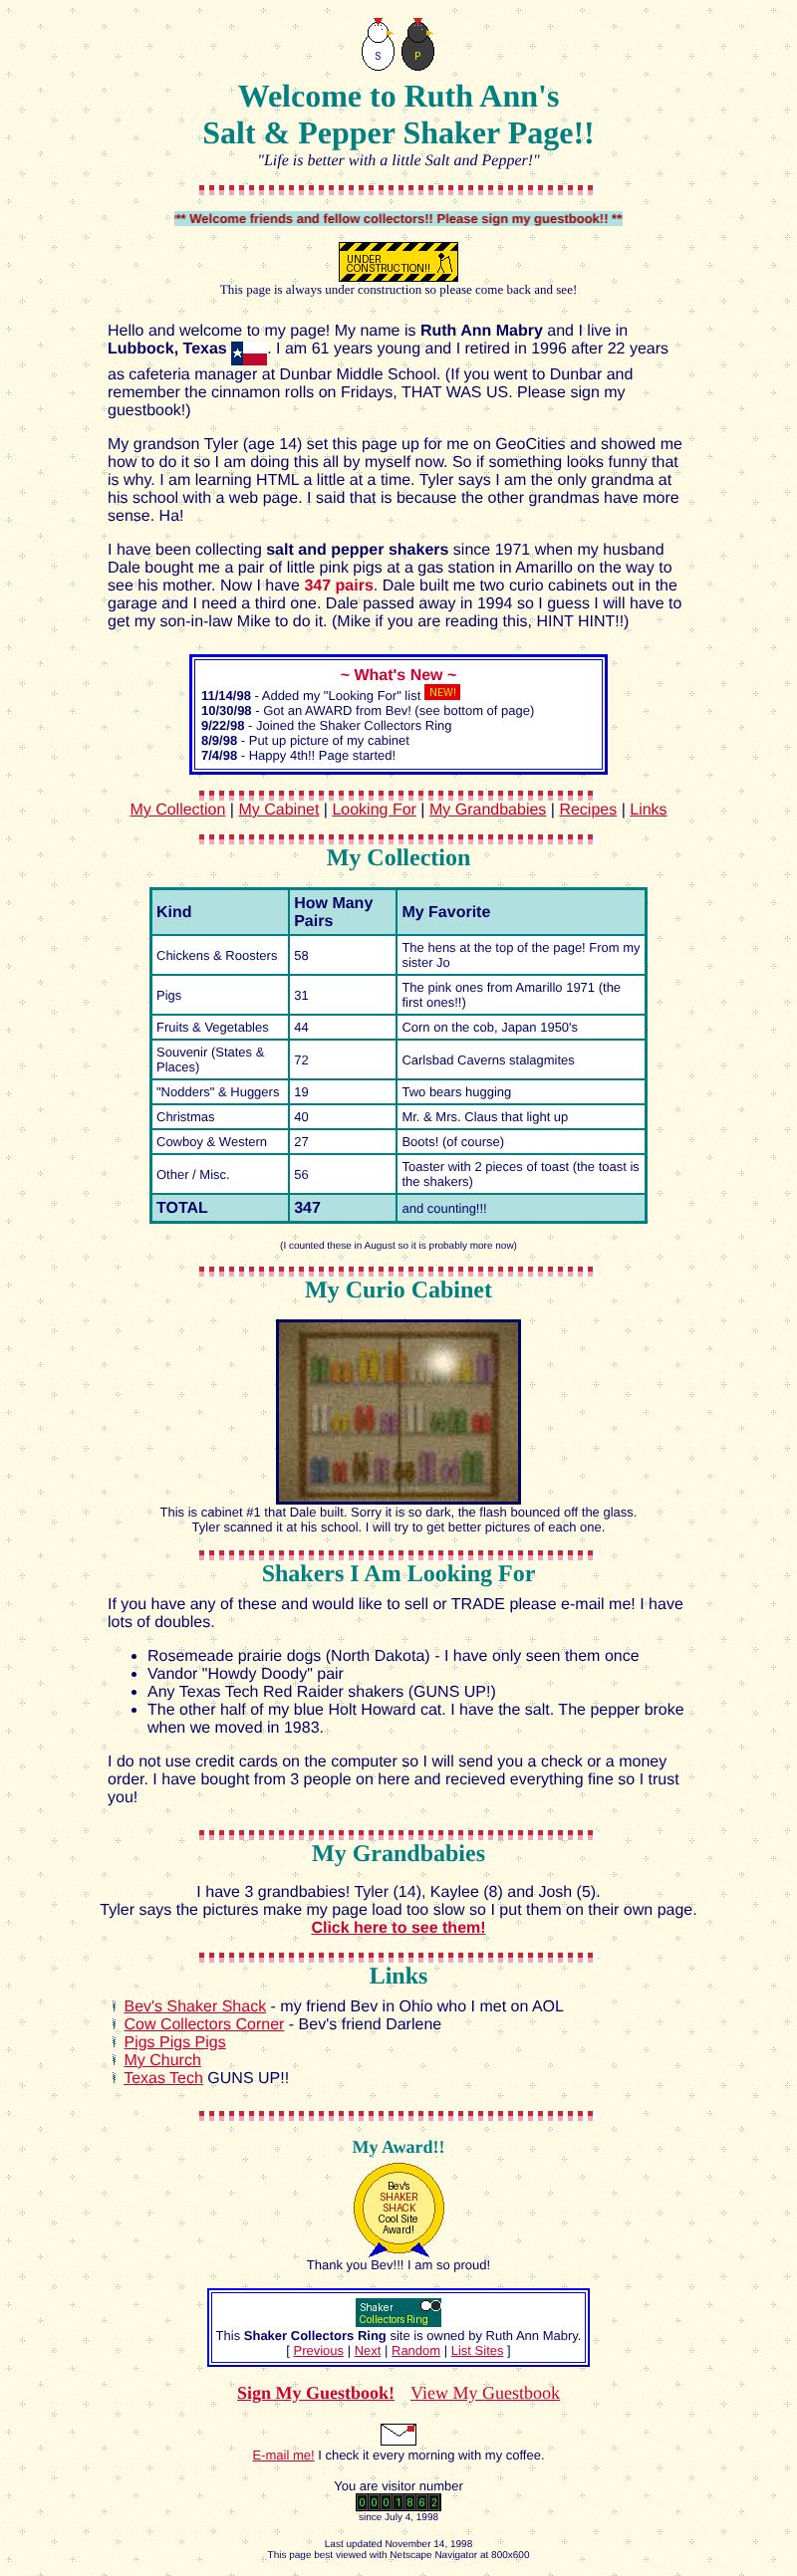 S P
Welcome to Ruth Ann's
Salt & Pepper Shaker Page!!
"Life is better with a little Salt and Pepper!"
** Welcome friends and fellow collectors!! Please sign my guestbook!! **
UNDER
CONSTRUCTION!!
This page is always under construction so please come back and see!
Hello and welcome to my page! My name is Ruth Ann Mabry and I live in
Lubbock, Texas . I am 61 years young and I retired in 1996 after 22 years
as cafeteria manager at Dunbar Middle School. (If you went to Dunbar and
remember the cinnamon rolls on Fridays, THAT WAS US. Please sign my
guestbook!)
My grandson Tyler (age 14) set this page up for me on GeoCities and showed me
how to do it so I am doing this all by myself now. So if something looks funny that
is why. I am learning HTML a little at a time. Tyler says I am the only grandma at
his school with a web page. I said that is because the other grandmas have more
sense. Ha!
I have been collecting salt and pepper shakers since 1971 when my husband
Dale bought me a pair of little pink pigs at a gas station in Amarillo on the way to
see his mother. Now I have 347 pairs. Dale built me two curio cabinets out in the
garage and I need a third one. Dale passed away in 1994 so I guess I will have to
get my son-in-law Mike to do it. (Mike if you are reading this, HINT HINT!!)
~ What's New ~
11/14/98 - Added my "Looking For" list NEW!
10/30/98 - Got an AWARD from Bev! (see bottom of page)
9/22/98 - Joined the Shaker Collectors Ring
8/9/98 - Put up picture of my cabinet
7/4/98 - Happy 4th!! Page started!
My Collection | My Cabinet | Looking For | My Grandbabies | Recipes | Links
My Collection
Kind
How Many
Pairs
My Favorite
Chickens & Roosters
58
The hens at the top of the page! From my
sister Jo
Pigs
31
The pink ones from Amarillo 1971 (the
first ones!!)
Fruits & Vegetables
44
Corn on the cob, Japan 1950's
Souvenir (States &
Places)
72
Carlsbad Caverns stalagmites
"Nodders" & Huggers
19
Two bears hugging
Christmas
40
Mr. & Mrs. Claus that light up
Cowboy & Western
27
Boots! (of course)
Other / Misc.
56
Toaster with 2 pieces of toast (the toast is
the shakers)
TOTAL
347
and counting!!!
(I counted these in August so it is probably more now)
My Curio Cabinet
This is cabinet #1 that Dale built. Sorry it is so dark, the flash bounced off the glass.
Tyler scanned it at his school. I will try to get better pictures of each one.
Shakers I Am Looking For
If you have any of these and would like to sell or TRADE please e-mail me! I have
lots of doubles.
• Rosemeade prairie dogs (North Dakota) - I have only seen them once
• Vandor "Howdy Doody" pair
• Any Texas Tech Red Raider shakers (GUNS UP!)
• The other half of my blue Holt Howard cat. I have the salt. The pepper broke
when we moved in 1983.
I do not use credit cards on the computer so I will send you a check or a money
order. I have bought from 3 people on here and recieved everything fine so I trust
you!
My Grandbabies
I have 3 grandbabies! Tyler (14), Kaylee (8) and Josh (5).
Tyler says the pictures make my page load too slow so I put them on their own page.
Click here to see them!
Links
Bev's Shaker Shack - my friend Bev in Ohio who I met on AOL
Cow Collectors Corner - Bev's friend Darlene
Pigs Pigs Pigs
My Church
Texas Tech GUNS UP!!
My Award!!
Bev's
SHAKER
SHACK
Cool Site
Award!
Thank you Bev!!! I am so proud!
Shaker
Collectors Ring
This Shaker Collectors Ring site is owned by Ruth Ann Mabry.
[ Previous | Next | Random | List Sites ]
Sign My Guestbook! View My Guestbook
E-mail me! I check it every morning with my coffee.
You are visitor number
0001862
since July 4, 1998
Last updated November 14, 1998
This page best viewed with Netscape Navigator at 800x600